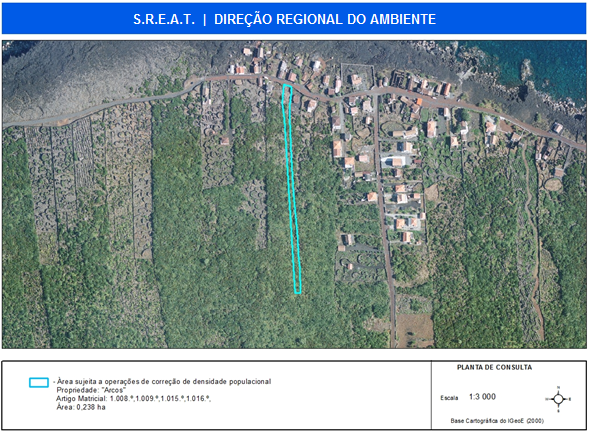 S.R.E.A.T. | DIREÇÃO REGIONAL DO AMBIENTE
- Área sujeita a operações de correção de densidade populacional
Propriedade: "Arcos"
Artigo Matricial: 1.008.º,1.009.º,1.015.º,1.016.º,
Área: 0,238 ha
PLANTA DE CONSULTA
Escala 1:3 000
Base Cartográfica do IGeoE (2000)